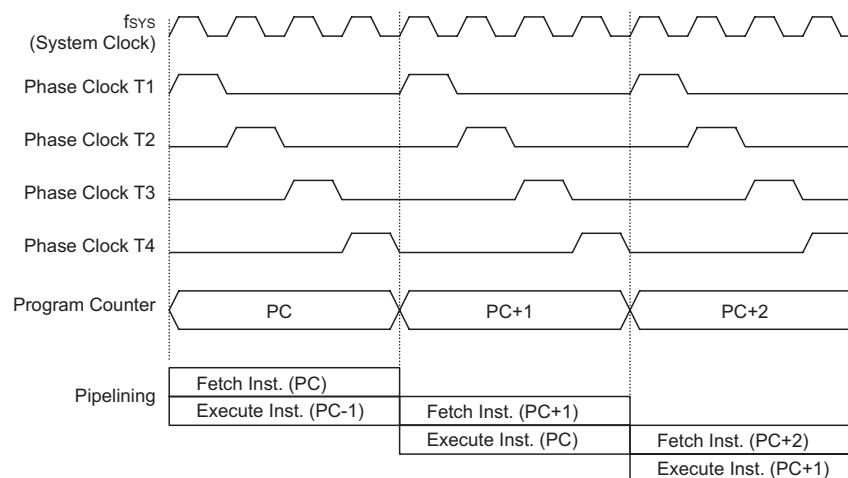 fSYS
(System Clock)
Phase Clock T1
Phase Clock T2
Phase Clock T3
Phase Clock T4
Program Counter
PC
PC+1
PC+2
Pipelining
Fetch Inst. (PC)
Execute Inst. (PC-1)
Fetch Inst. (PC+1)
Execute Inst. (PC)
Fetch Inst. (PC+2)
Execute Inst. (PC+1)